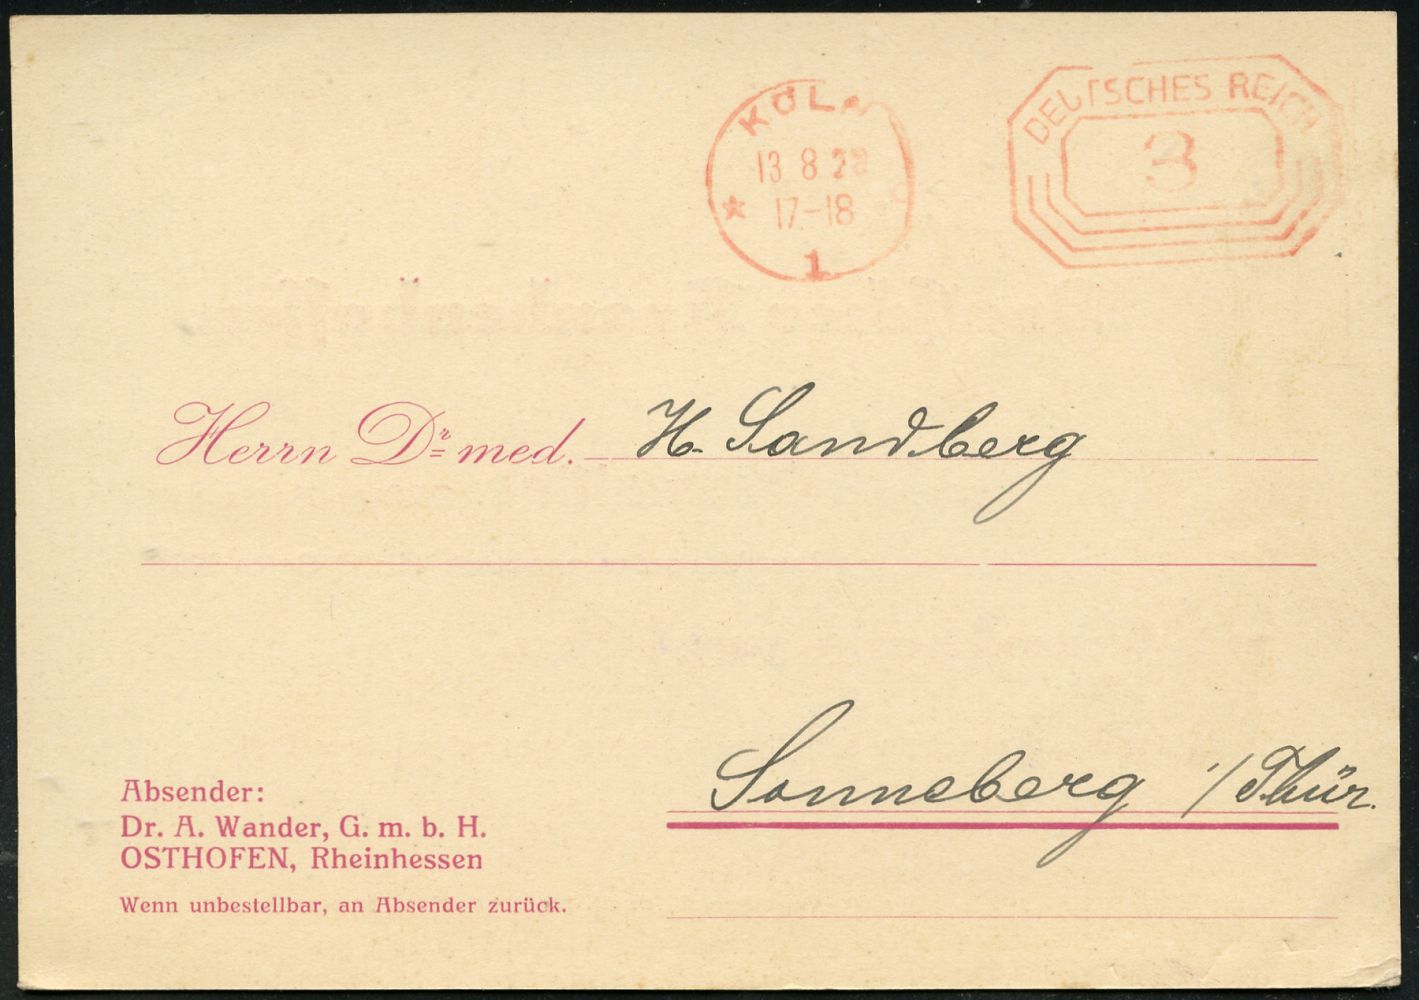 KÖLN
13 8 28
17-18
* 1
DEUTSCHES REICH
3
Herrn Dr. med. H. Sandberg
Sonneberg i/Thür.
Absender:
Dr. A. Wander, G. m. b. H.
OSTHOFEN, Rheinhessen
Wenn unbestellbar, an Absender zurück.